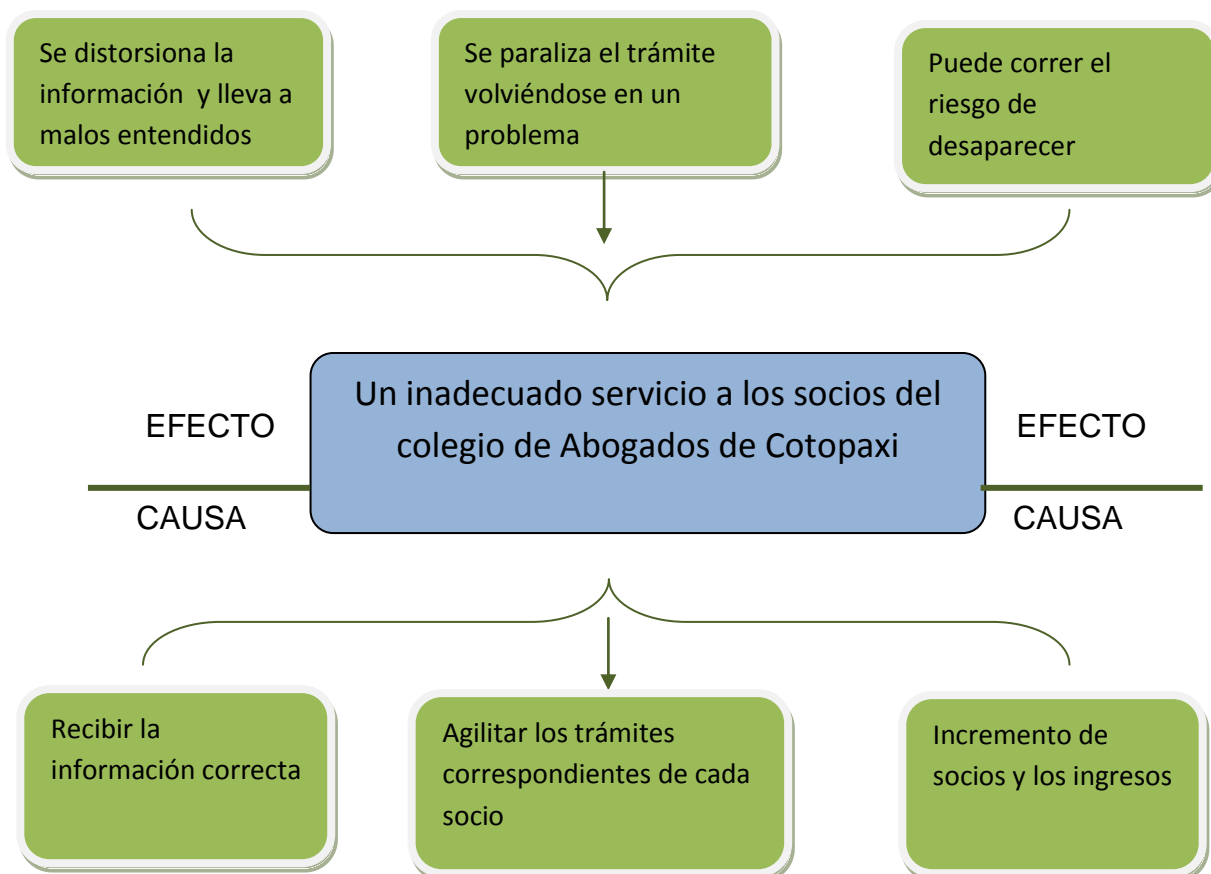 Se distorsiona la
información y lleva a
malos entendidos
Se paraliza el trámite
volviéndose en un
problema
Puede correr el
riesgo de
desaparecer
Un inadecuado servicio a los socios del
colegio de Abogados de Cotopaxi
EFECTO
CAUSA
EFECTO
CAUSA
Recibir la
información correcta
Agilitar los trámites
correspondientes de cada
socio
Incremento de
socios y los ingresos